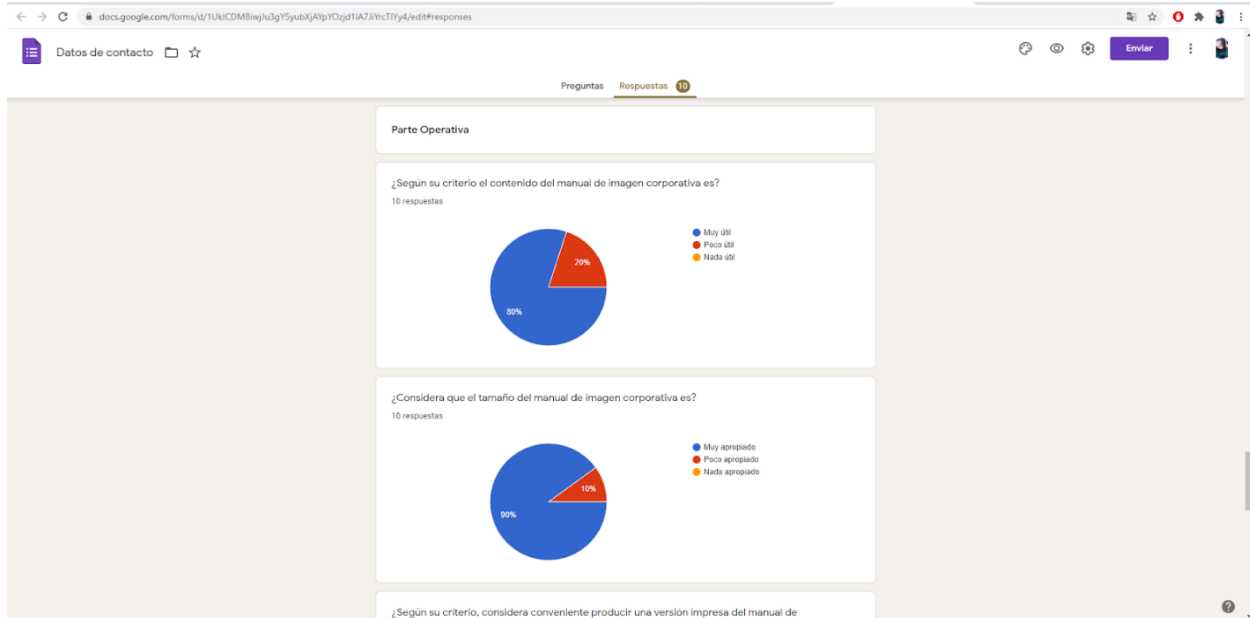 docs.google.com/forms/d/1UkICDMBiwjJu3gY5yubXjAYpYOzjd1IA7JiYrcTIYy4/edit#responses
Datos de contacto
Enviar
Preguntas Respuestas 10
Parte Operativa
¿Según su criterio el contenido del manual de imagen corporativa es?
10 respuestas
Muy útil
Poco útil
Nada útil
20%
80%
¿Considera que el tamaño del manual de imagen corporativa es?
10 respuestas
Muy apropiado
Poco apropiado
Nada apropiado
10%
90%
¿Según su criterio, considera conveniente producir una versión impresa del manual de